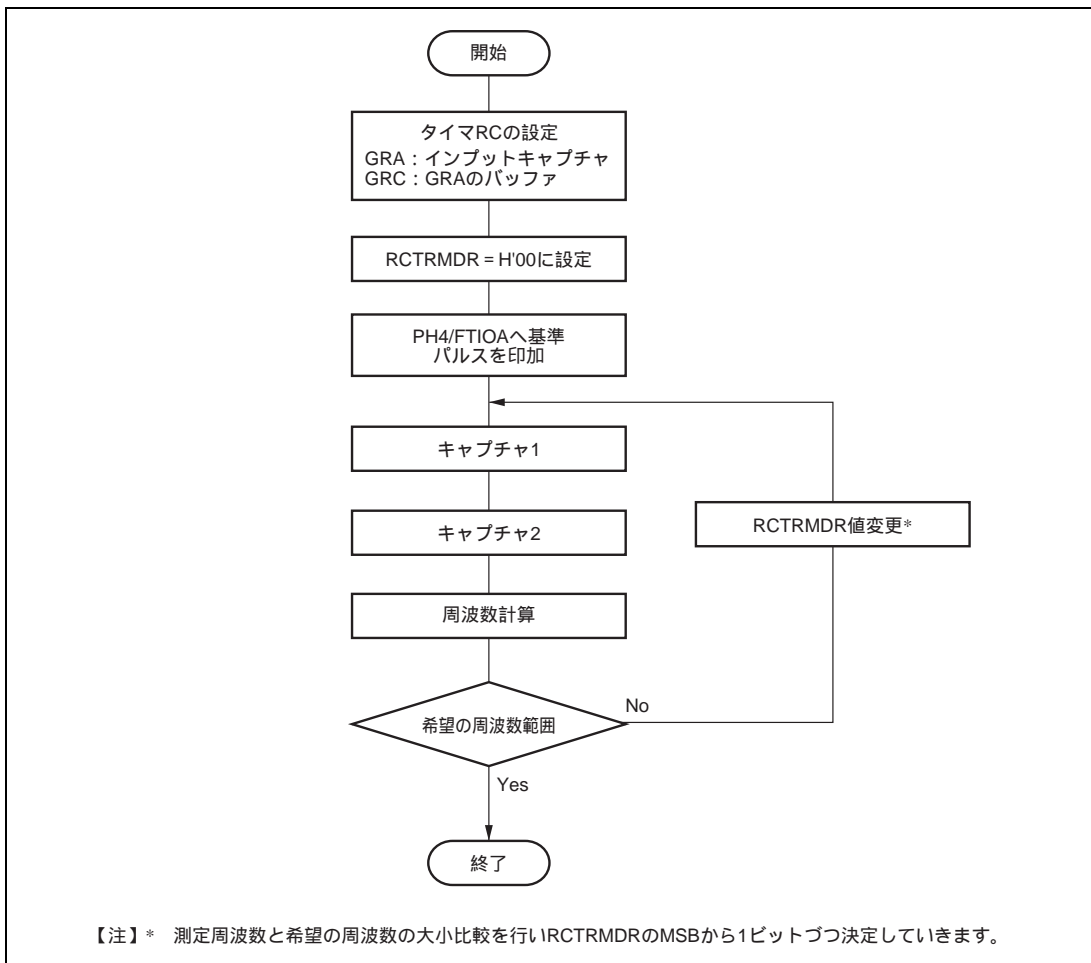 開始
タイマRCの設定
GRA：インプットキャプチャ
GRC：GRAのバッファ
RCTRMDR = H'00に設定
PH4/FTIOAへ基準
パルスを印加
キャプチャ1
キャプチャ2
RCTRMDR値変更*
周波数計算
希望の周波数範囲
No
Yes
終了
【注】* 測定周波数と希望の周波数の大小比較を行いRCTRMDRのMSBから1ビットづつ決定していきます。